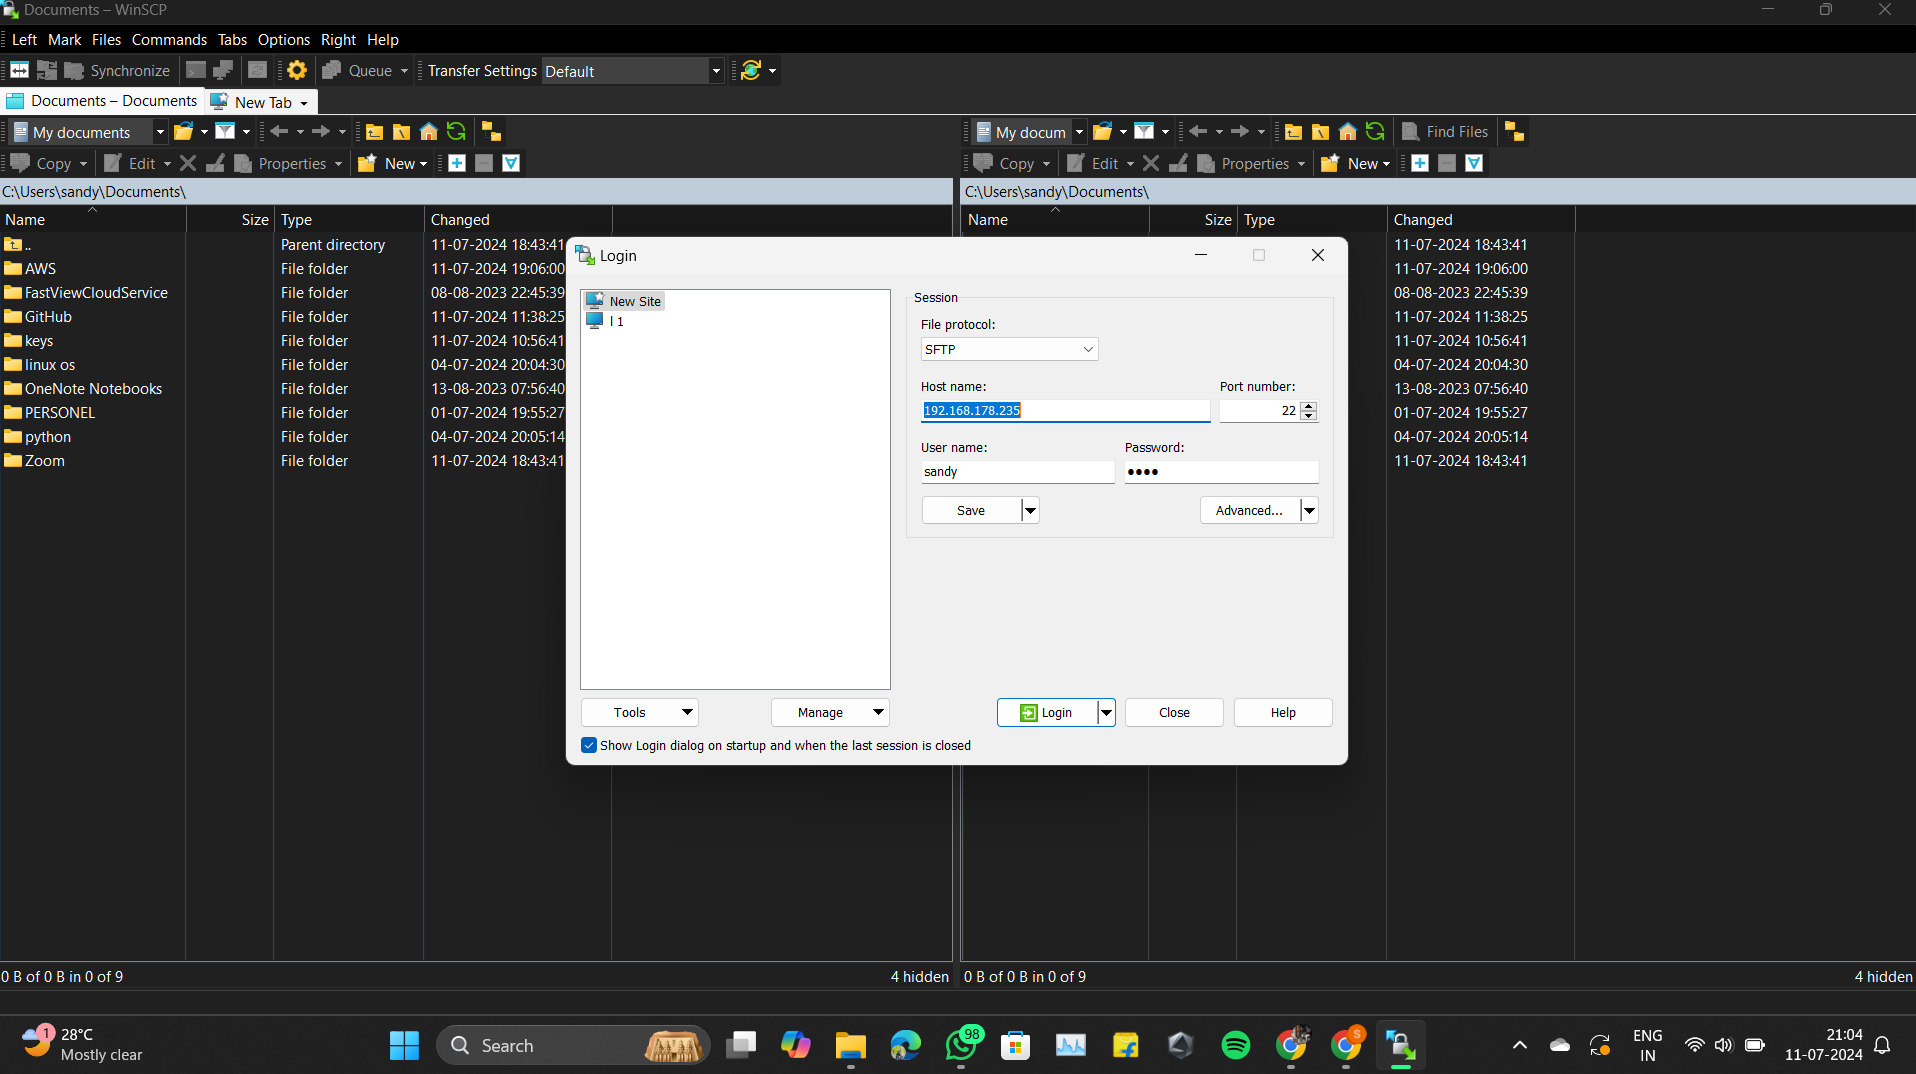 Documents – WinSCP
Left Mark Files Commands Tabs Options Right Help
Synchronize Queue Transfer Settings Default
Documents – Documents New Tab
My documents
My docum Find Files
Copy Edit Properties New
Copy Edit Properties New
C:\Users\sandy\Documents\
C:\Users\sandy\Documents\
Name Size Type Changed
Name Size Type Changed
.. Parent directory 11-07-2024 18:43:41
AWS File folder 11-07-2024 19:06:00
FastViewCloudService File folder 08-08-2023 22:45:39
GitHub File folder 11-07-2024 11:38:25
keys File folder 11-07-2024 10:56:41
linux os File folder 04-07-2024 20:04:30
OneNote Notebooks File folder 13-08-2023 07:56:40
PERSONEL File folder 01-07-2024 19:55:27
python File folder 04-07-2024 20:05:14
Zoom File folder 11-07-2024 18:43:41
11-07-2024 18:43:41
11-07-2024 19:06:00
08-08-2023 22:45:39
11-07-2024 11:38:25
11-07-2024 10:56:41
04-07-2024 20:04:30
13-08-2023 07:56:40
01-07-2024 19:55:27
04-07-2024 20:05:14
11-07-2024 18:43:41
Login
New Site
l 1
Session
File protocol:
SFTP
Host name: Port number:
192.168.178.235 22
User name: Password:
sandy ••••
Save Advanced...
Tools Manage Login Close Help
Show Login dialog on startup and when the last session is closed
0 B of 0 B in 0 of 9 4 hidden
0 B of 0 B in 0 of 9 4 hidden
1
28°C
Mostly clear
Search
98
S
ENG
IN
21:04
11-07-2024